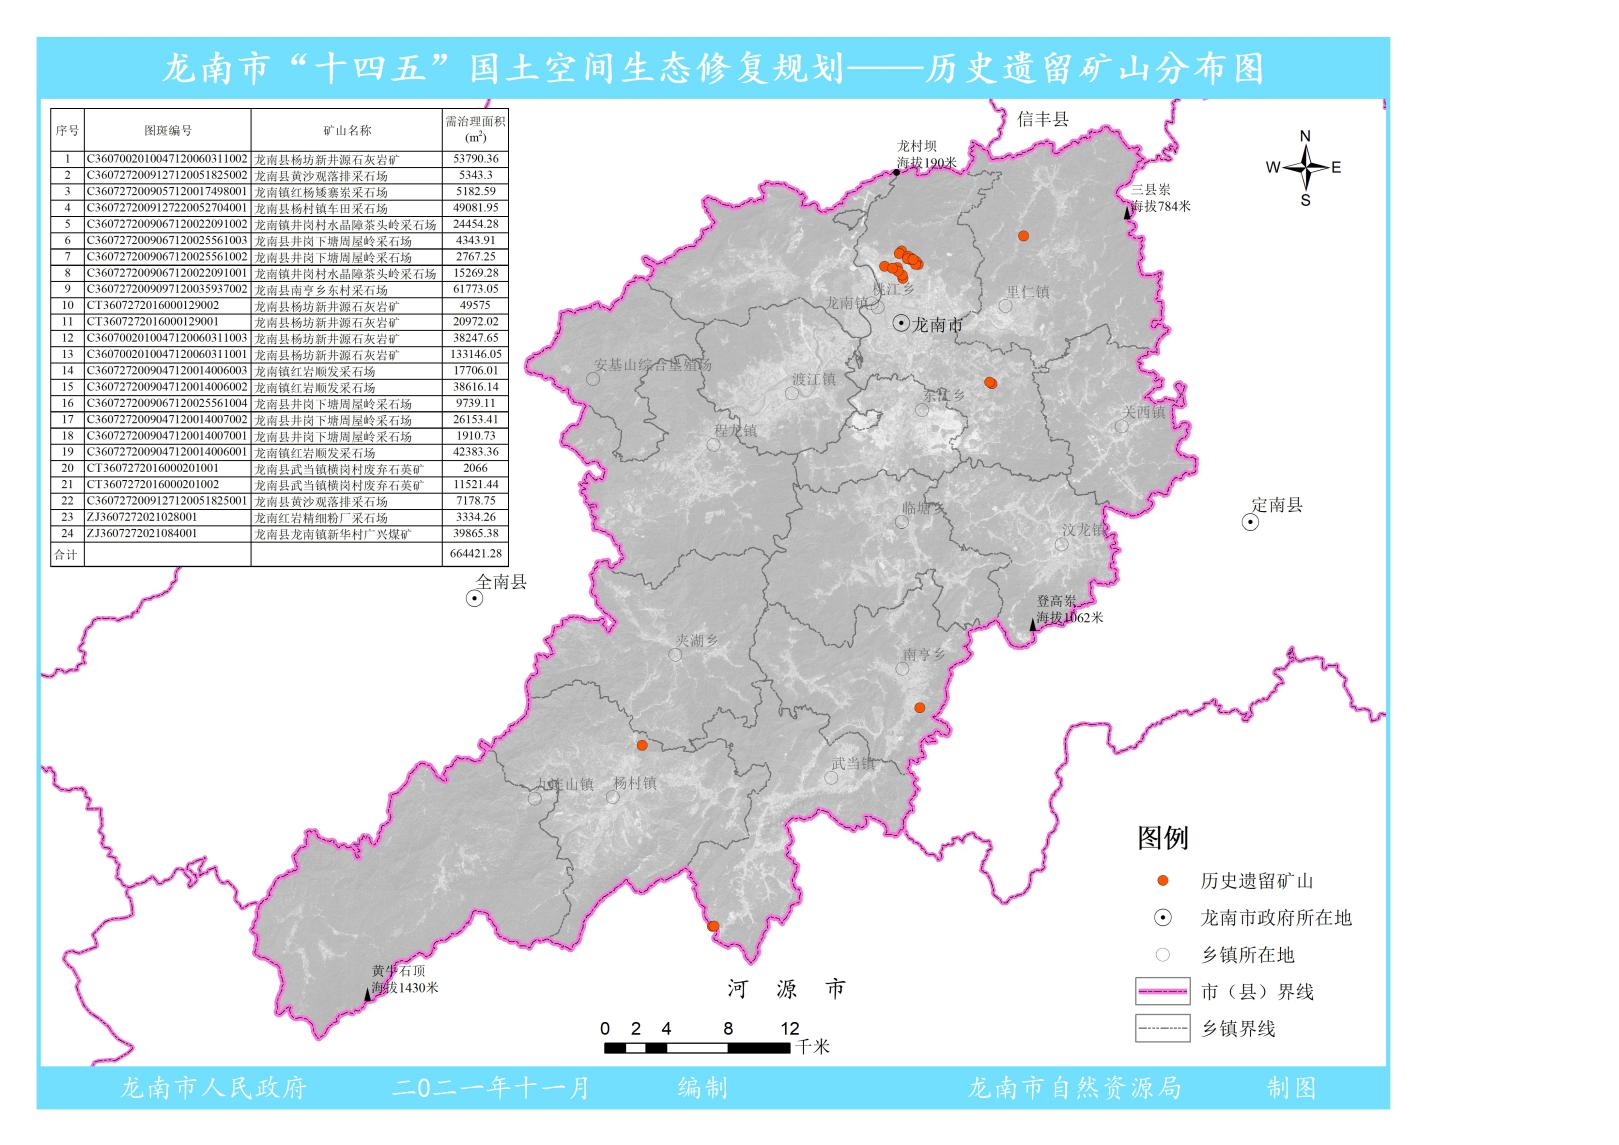 龙南市“十四五”国土空间生态修复规划——历史遗留矿山分布图
序号 图斑编号 矿山名称 需治理面积(m²)
1 C3607002010047120060311002 龙南县杨坊新井源石灰岩矿 53790.36
2 C3607272009127120051825002 龙南县黄沙观落排采石场 5343.3
3 C3607272009057120017498001 龙南镇红杨矮寨岽采石场 5182.59
4 C3607272009127220052704001 龙南县杨村镇车田采石场 49081.95
5 C3607272009067120022091002 龙南镇井岗村水晶障茶头岭采石场 24454.28
6 C3607272009067120025561003 龙南县井岗下塘周屋岭采石场 4343.91
7 C3607272009067120025561002 龙南县井岗下塘周屋岭采石场 2767.25
8 C3607272009067120022091001 龙南镇井岗村水晶障茶头岭采石场 15269.28
9 C3607272009097120035937002 龙南县南亨乡东村采石场 61773.05
10 CT3607272016000129002 龙南县杨坊新井源石灰岩矿 49575
11 CT3607272016000129001 龙南县杨坊新井源石灰岩矿 20972.02
12 C3607002010047120060311003 龙南县杨坊新井源石灰岩矿 38247.65
13 C3607002010047120060311001 龙南县杨坊新井源石灰岩矿 133146.05
14 C3607272009047120014006003 龙南镇红岩顺发采石场 17706.01
15 C3607272009047120014006002 龙南镇红岩顺发采石场 38616.14
16 C3607272009067120025561004 龙南县井岗下塘周屋岭采石场 9739.11
17 C3607272009047120014007002 龙南县井岗下塘周屋岭采石场 26153.41
18 C3607272009047120014007001 龙南县井岗下塘周屋岭采石场 1910.73
19 C3607272009047120014006001 龙南镇红岩顺发采石场 42383.36
20 CT3607272016000201001 龙南县武当镇横岗村废弃石英矿 2066
21 CT3607272016000201002 龙南县武当镇横岗村废弃石英矿 11521.44
22 C3607272009127120051825001 龙南县黄沙观落排采石场 7178.75
23 ZJ3607272021028001 龙南红岩精细粉厂采石场 3334.26
24 ZJ3607272021084001 龙南县龙南镇新华村广兴煤矿 39865.38
合计 664421.28
信丰县
N
W E
S
龙村坝
海拔190米
三县岽
海拔784米
桃江乡
龙南镇
里仁镇
龙南市
安基山综合垦殖场
渡江镇
东江乡
关西镇
程龙镇
临塘乡
定南县
汶龙镇
全南县
登高岽
海拔1062米
夹湖乡
南亨乡
武当镇
九连山镇
杨村镇
黄牛石顶
海拔1430米
河源市
0 2 4 8 12
千米
图例
历史遗留矿山
龙南市政府所在地
乡镇所在地
市（县）界线
乡镇界线
龙南市人民政府 二〇二一年十一月 编制 龙南市自然资源局 制图